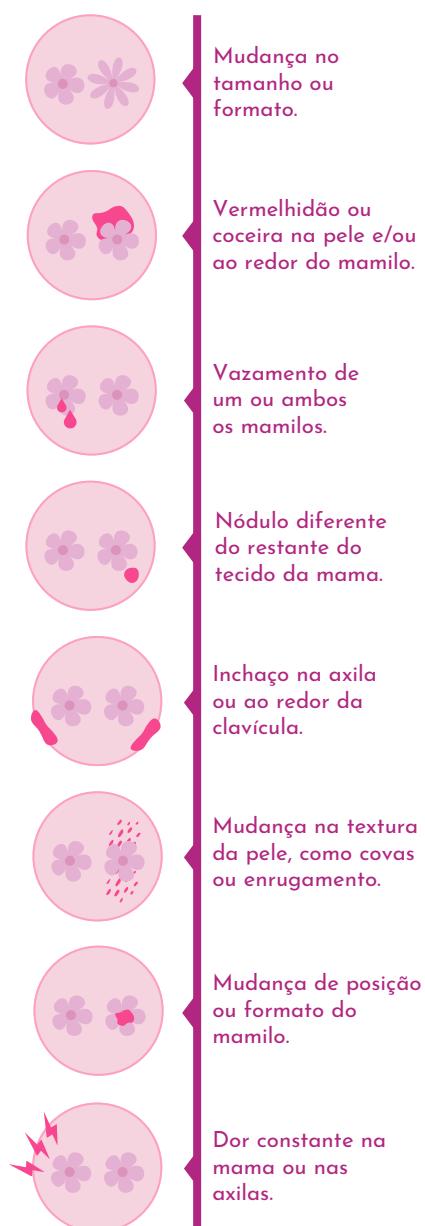 Mudança no
tamanho ou
formato.
Vermelhidão ou
coceira na pele e/ou
ao redor do mamilo.
Vazamento de
um ou ambos
os mamilos.
Nódulo diferente
do restante do
tecido da mama.
Inchaço na axila
ou ao redor da
clavícula.
Mudança na textura
da pele, como covas
ou enrugamento.
Mudança de posição
ou formato do
mamilo.
Dor constante na
mama ou nas
axilas.